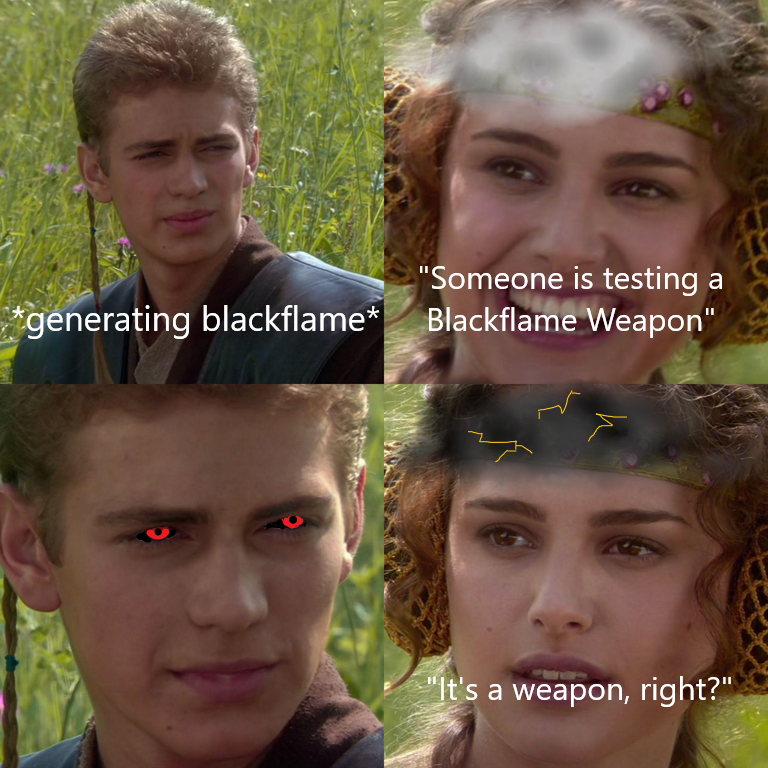 *generating blackflame*
"Someone is testing a
Blackflame Weapon"
"It's a weapon, right?"